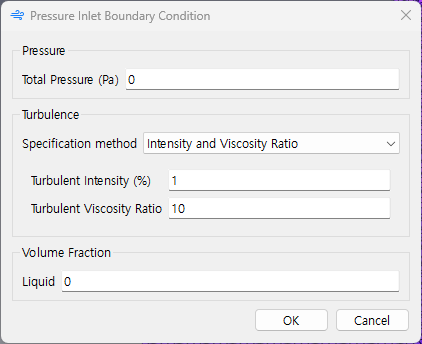 Pressure Inlet Boundary Condition
Pressure
Total Pressure (Pa) 0
Turbulence
Specification method Intensity and Viscosity Ratio
Turbulent Intensity (%) 1
Turbulent Viscosity Ratio 10
Volume Fraction
Liquid 0
OK Cancel